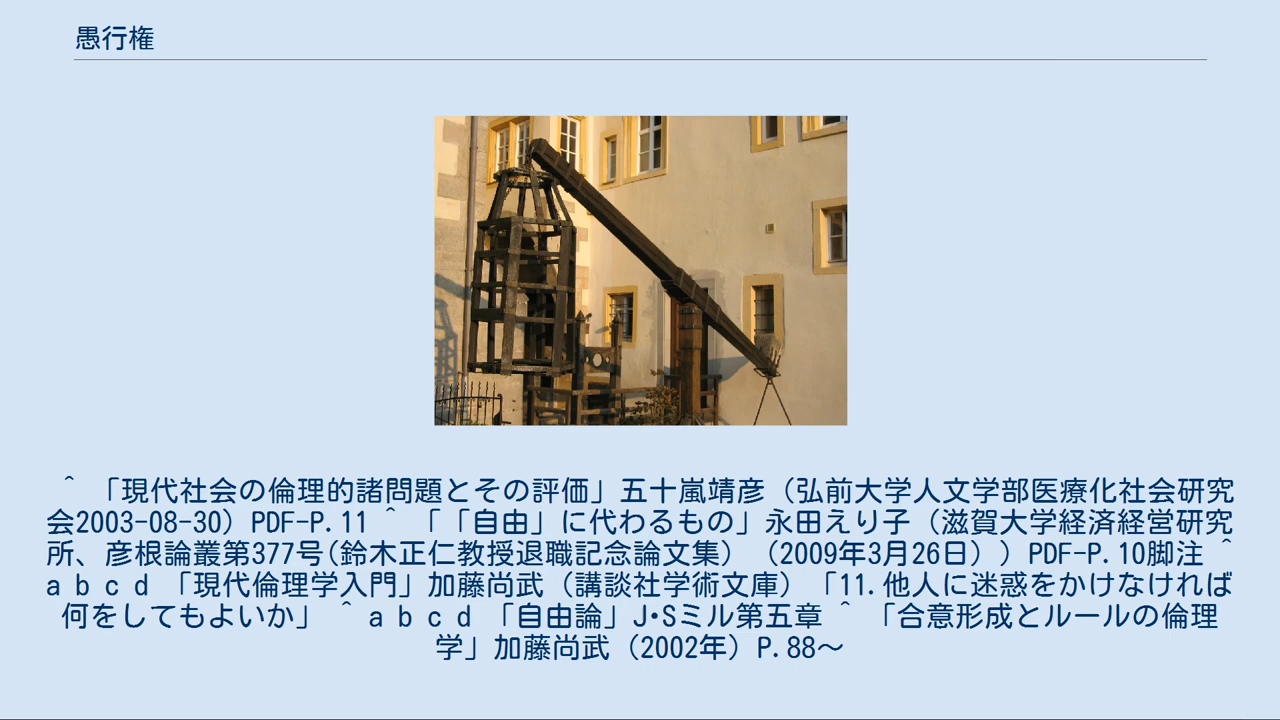 愚行権
^ 「現代社会の倫理的諸問題とその評価」五十嵐靖彦（弘前大学人文学部医療化社会研究
会2003-08-30）PDF-P.11 ^ 「「自由」に代わるもの」永田えり子（滋賀大学経済経営研究
所、彦根論叢第377号(鈴木正仁教授退職記念論文集）（2009年3月26日））PDF-P.10脚注 ^
a b c d 「現代倫理学入門」加藤尚武（講談社学術文庫）「11.他人に迷惑をかけなければ
何をしてもよいか」 ^ a b c d 「自由論」J・Sミル第五章 ^ 「合意形成とルールの倫理
学」加藤尚武（2002年）P.88～